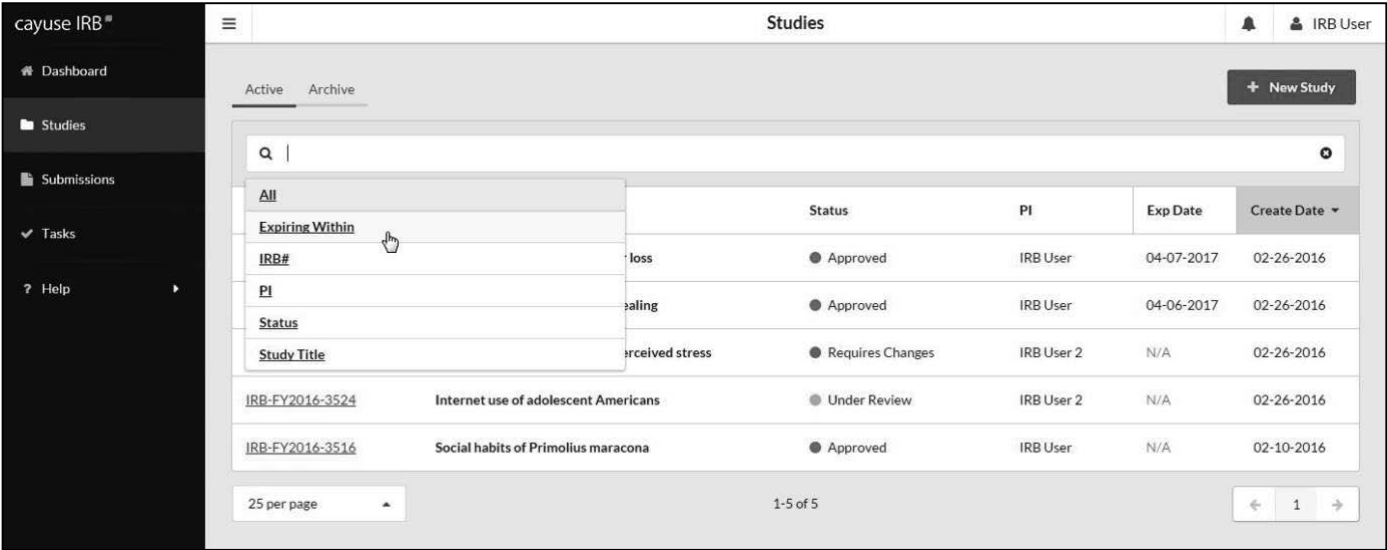 cayuse IRB
Studies
IRB User
Dashboard
Studies
Submissions
Tasks
? Help
Active Archive
+ New Study
All
Expiring Within
IRB#
PI
Status
Study Title
Status PI Exp Date Create Date
loss Approved IRB User 04-07-2017 02-26-2016
ealing Approved IRB User 04-06-2017 02-26-2016
erceived stress Requires Changes IRB User 2 N/A 02-26-2016
IRB-FY2016-3524 Internet use of adolescent Americans Under Review IRB User 2 N/A 02-26-2016
IRB-FY2016-3516 Social habits of Primolius maracona Approved IRB User N/A 02-10-2016
25 per page 1-5 of 5 1